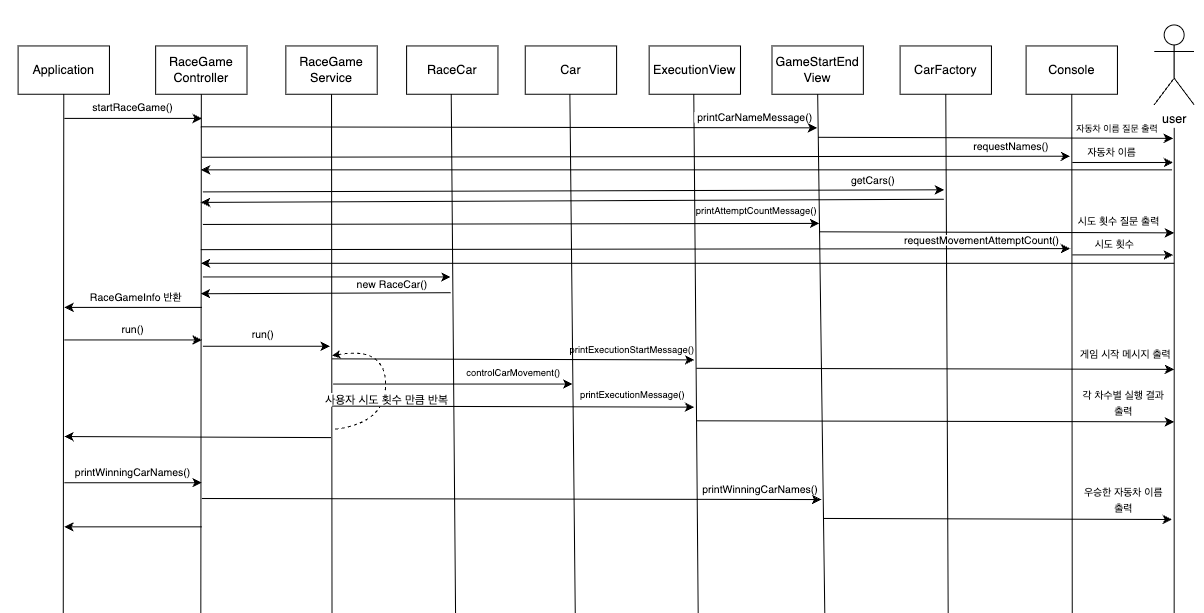 Application
RaceGame
Controller
RaceGame
Service
RaceCar
Car
ExecutionView
GameStartEnd
View
CarFactory
Console
user
startRaceGame()
printCarNameMessage()
자동차 이름 질문 출력
requestNames()
자동차 이름
getCars()
printAttemptCountMessage()
시도 횟수 질문 출력
requestMovementAttemptCount()
시도 횟수
new RaceCar()
RaceGameInfo 반환
run()
run()
printExecutionStartMessage()
게임 시작 메시지 출력
controlCarMovement()
사용자 시도 횟수 만큼 반복
printExecutionMessage()
각 차수별 실행 결과
출력
printWinningCarNames()
printWinningCarNames()
우승한 자동차 이름
출력